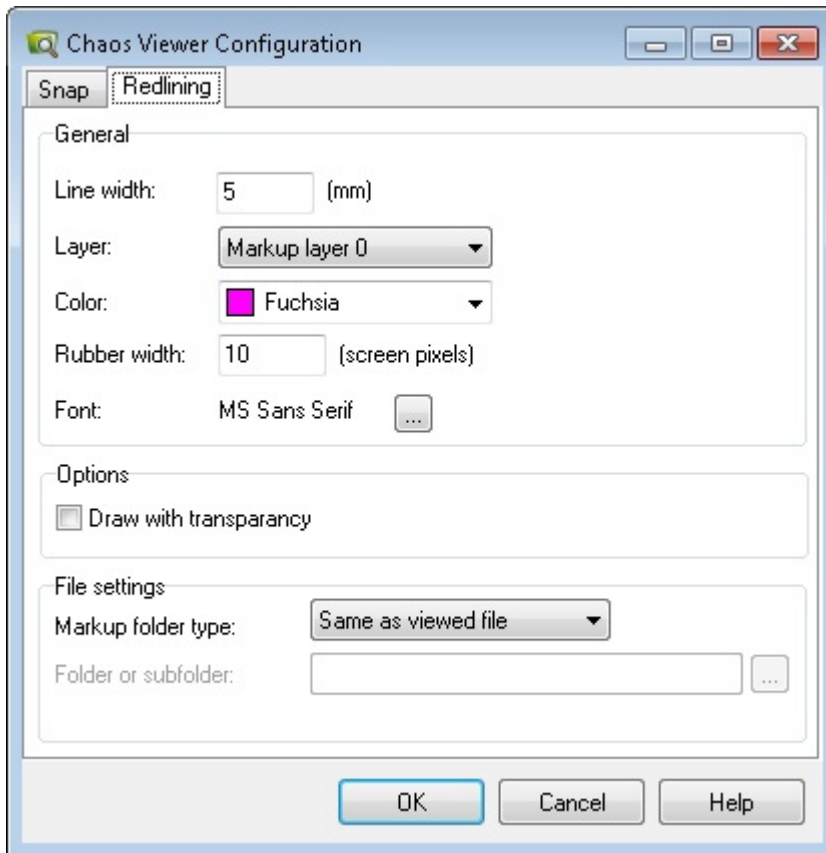 Chaos Viewer Configuration
Snap Redlining
General
Line width: 5 (mm)
Layer: Markup layer 0
Color: Fuchsia
Rubber width: 10 (screen pixels)
Font: MS Sans Serif ...
Options
Draw with transparancy
File settings
Markup folder type: Same as viewed file
Folder or subfolder: ...
OK Cancel Help